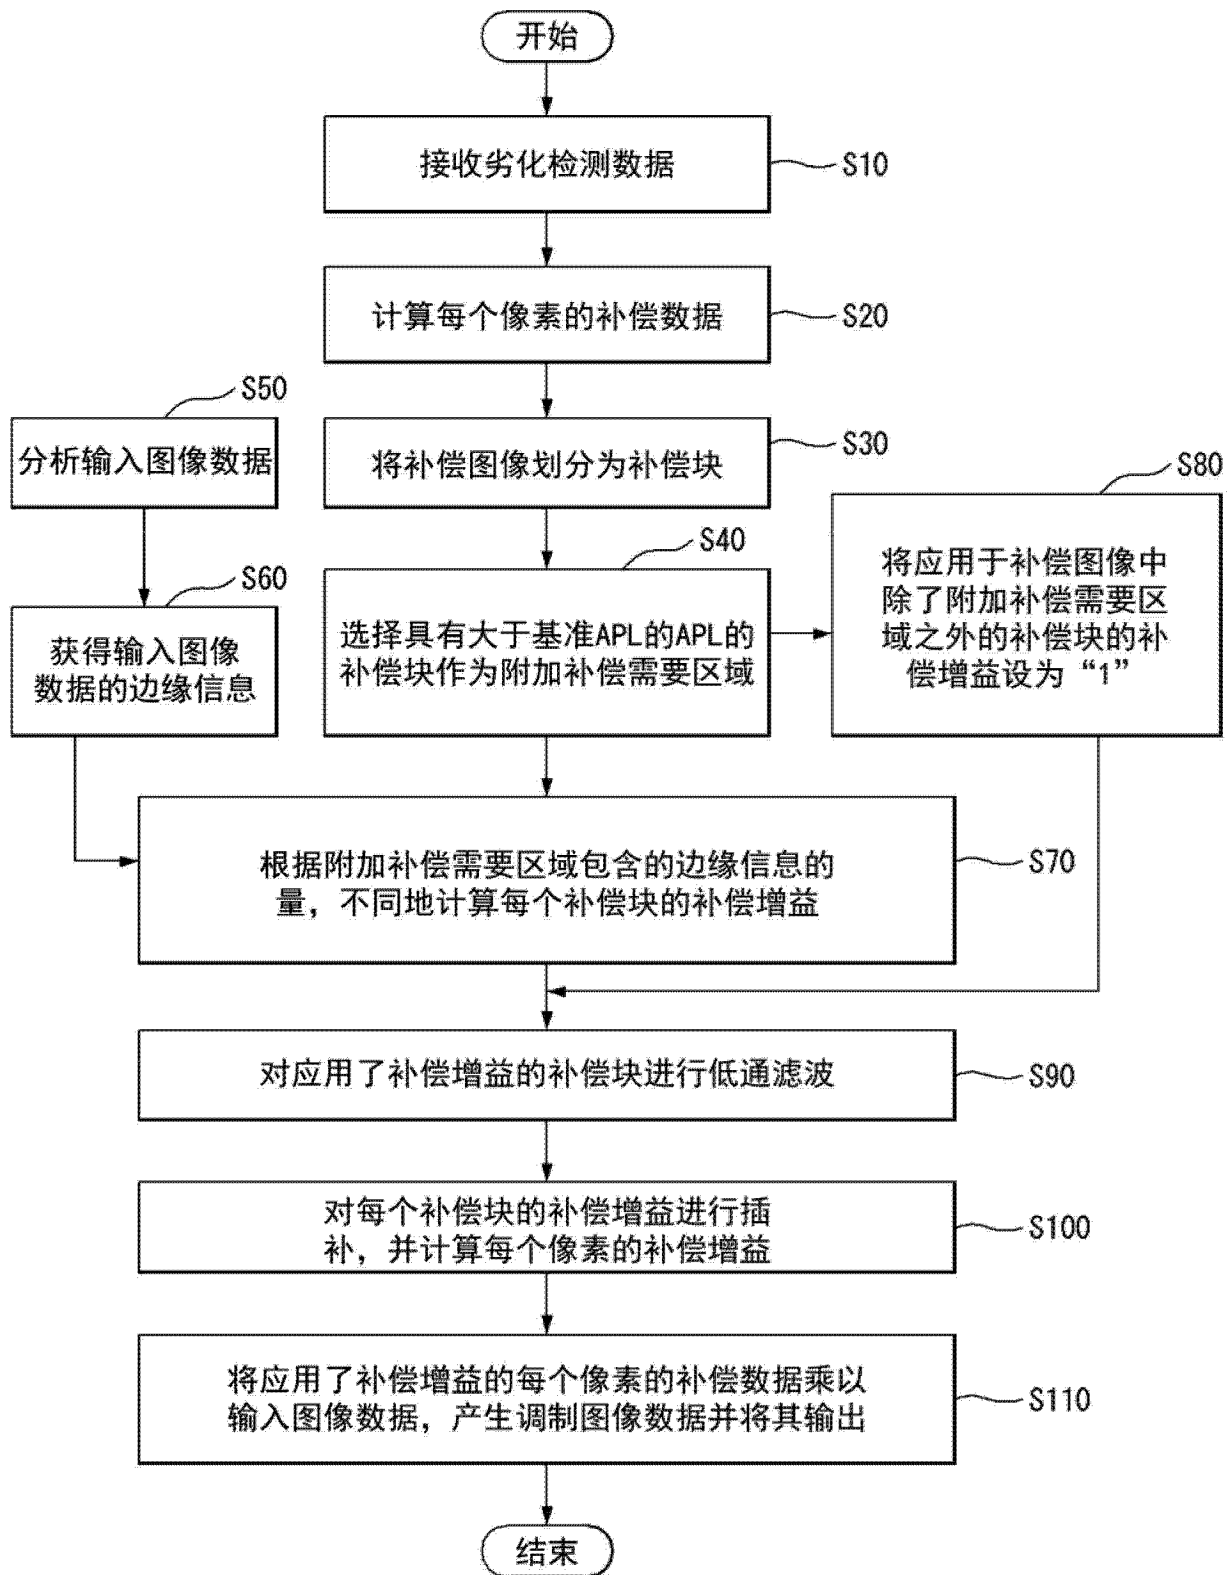 开始
接收劣化检测数据
S10
计算每个像素的补偿数据
S20
S50
分析输入图像数据
将补偿图像划分为补偿块
S30
S80
将应用于补偿图像中
除了附加补偿需要区
域之外的补偿块的补
偿增益设为“1”
S40
选择具有大于基准APL的APL的
补偿块作为附加补偿需要区域
S60
获得输入图像
数据的边缘信息
根据附加补偿需要区域包含的边缘信息的
量，不同地计算每个补偿块的补偿增益
S70
对应用了补偿增益的补偿块进行低通滤波
S90
对每个补偿块的补偿增益进行插
补，并计算每个像素的补偿增益
S100
将应用了补偿增益的每个像素的补偿数据乘以
输入图像数据，产生调制图像数据并将其输出
S110
结束